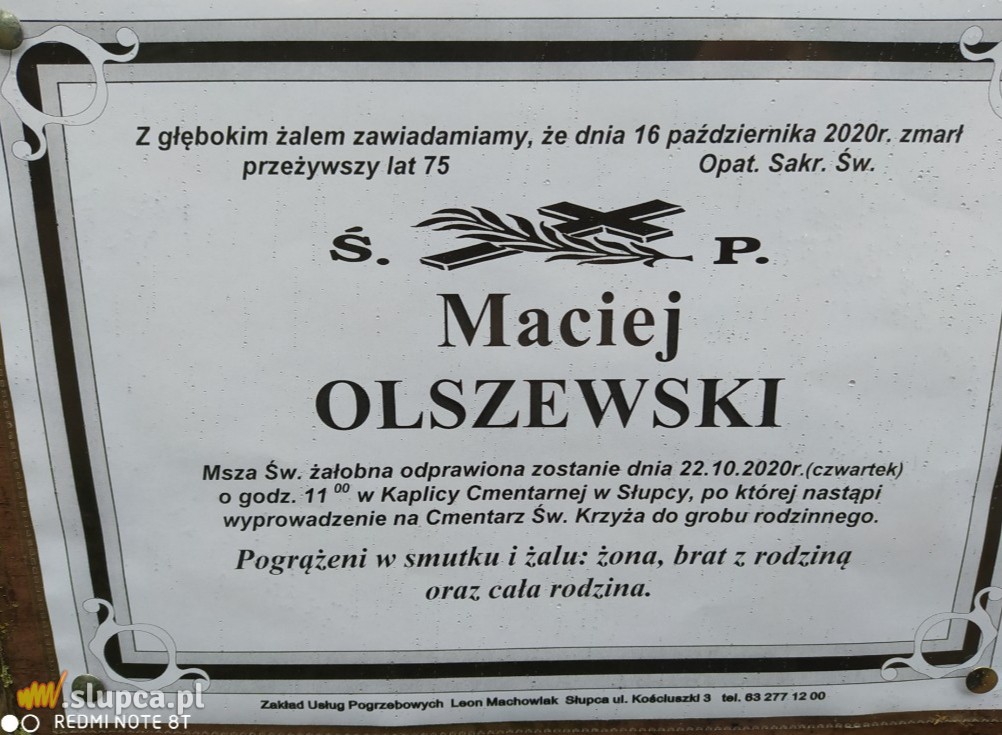 Z głębokim żalem zawiadamiamy, że dnia 16 października 2020r. zmarł
przeżywszy lat 75 Opat. Sakr. Św.
Ś. P.
Maciej
OLSZEWSKI
Msza Św. żałobna odprawiona zostanie dnia 22.10.2020r.(czwartek)
o godz. 11 00 w Kaplicy Cmentarnej w Słupcy, po której nastąpi
wyprowadzenie na Cmentarz Św. Krzyża do grobu rodzinnego.
Pogrążeni w smutku i żalu: żona, brat z rodziną
oraz cała rodzina.
Zakład Usług Pogrzebowych Leon Machowiak Słupca ul. Kościuszki 3 tel. 63 277 12 00
.slupca.pl
REDMI NOTE 8T